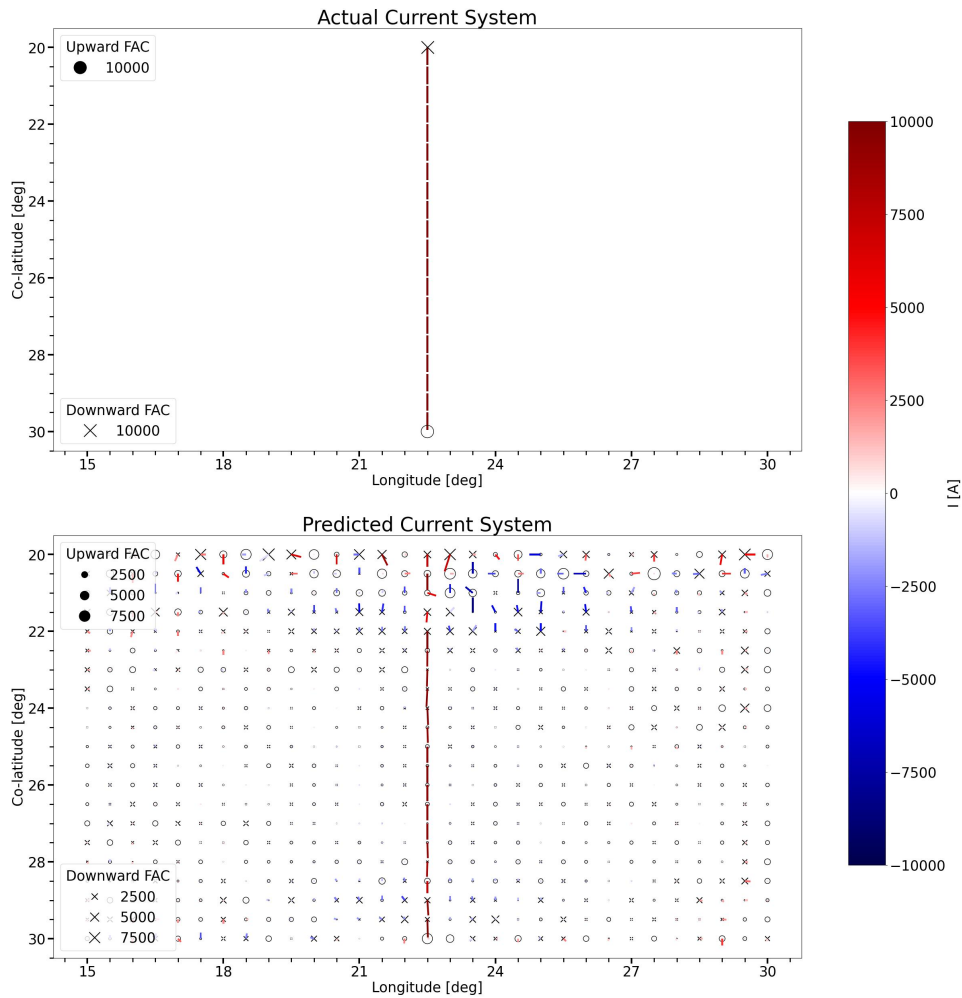 Actual Current System
Upward FAC
10000
Downward FAC
10000
20
22
24
26
28
30
Co-latitude [deg]
15 18 21 24 27 30
Longitude [deg]
Predicted Current System
Upward FAC
2500
5000
7500
Downward FAC
2500
5000
7500
20
22
24
26
28
30
Co-latitude [deg]
15 18 21 24 27 30
Longitude [deg]
10000
7500
5000
2500
0
−2500
−5000
−7500
−10000
I [A]